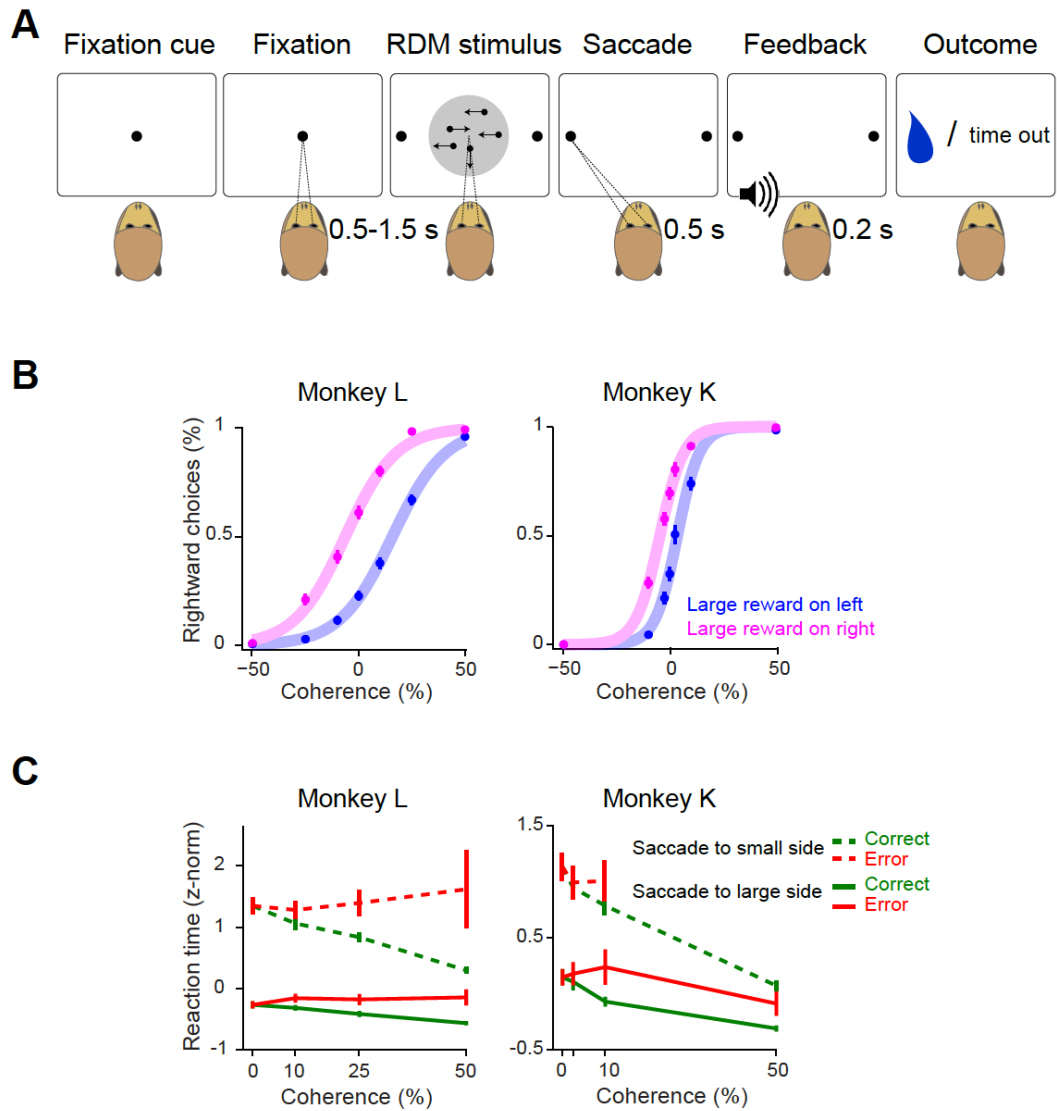 A
Fixation cue
Fixation
RDM stimulus
Saccade
Feedback
Outcome
/ time out
0.5-1.5 s
0.5 s
0.2 s
B
Monkey L
Monkey K
Rightward choices (%)
1
0.5
0
−50
0
50
Coherence (%)
1
0.5
0
−50
0
50
Coherence (%)
Large reward on left
Large reward on right
C
Monkey L
Monkey K
Reaction time (z-norm)
2
1
0
-1
0
10
25
50
Coherence (%)
1.5
0.5
-0.5
0
10
50
Coherence (%)
Saccade to small side
Correct
Error
Saccade to large side
Correct
Error